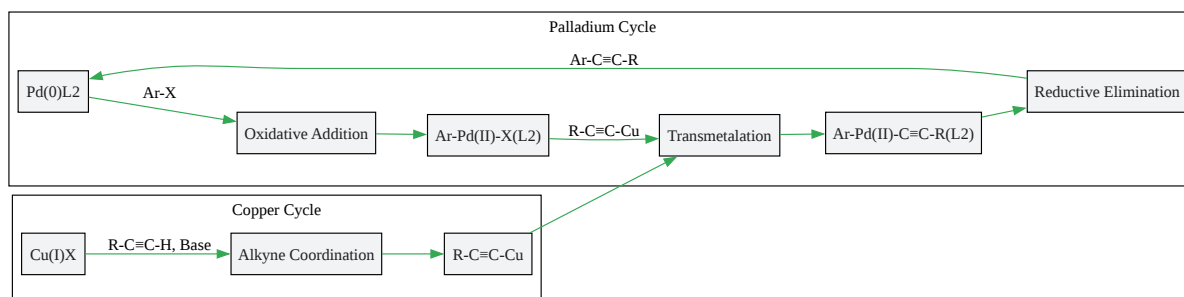 Palladium Cycle
Ar-C≡C-R
Pd(0)L2
Ar-X
Reductive Elimination
Oxidative Addition
Ar-Pd(II)-X(L2)
R-C≡C-Cu
Transmetalation
Ar-Pd(II)-C≡C-R(L2)
Copper Cycle
Cu(I)X
R-C≡C-H, Base
Alkyne Coordination
R-C≡C-Cu